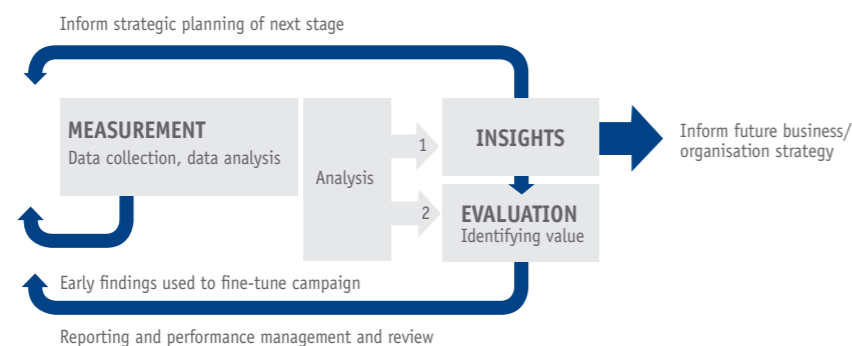 Inform strategic planning of next stage
MEASUREMENT
Data collection, data analysis
Analysis
1
2
INSIGHTS
EVALUATION
Identifying value
Inform future business/
organisation strategy
Early findings used to fine-tune campaign
Reporting and performance management and review